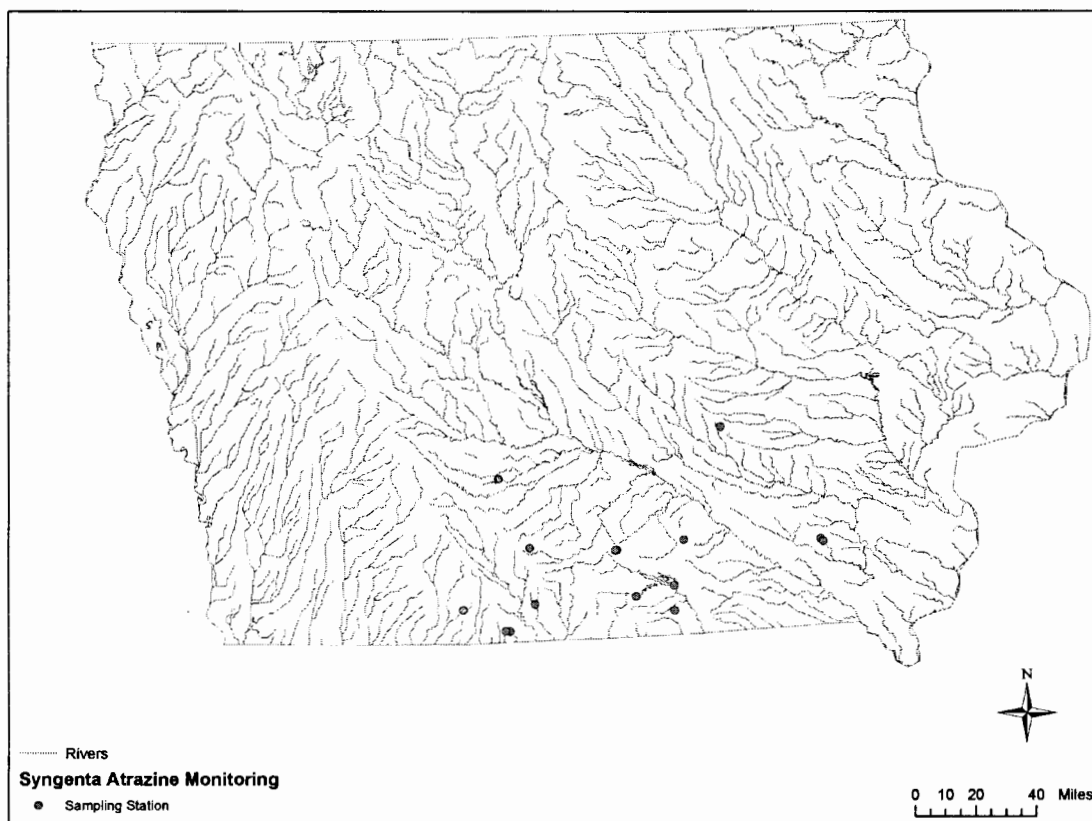 N
Rivers
Syngenta Atrazine Monitoring
Sampling Station
0 10 20 40 Miles